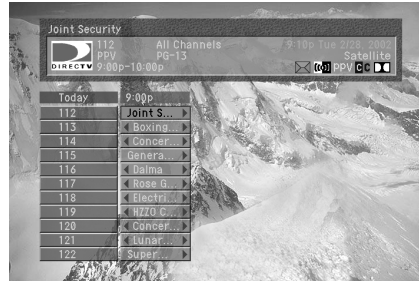 Joint Security
112 All Channels 9:10p Tue 2/28, 2002
PPV PG-13 Satellite
DIRECTV 9:00p-10:00p PPV CC
Today 9:00p
112 Joint S...
113 Boxing...
114 Concer...
115 Genera...
116 Dalma
117 Rose G...
118 Electri...
119 HZZO C...
120 Concer...
121 Lunar...
122 Super...